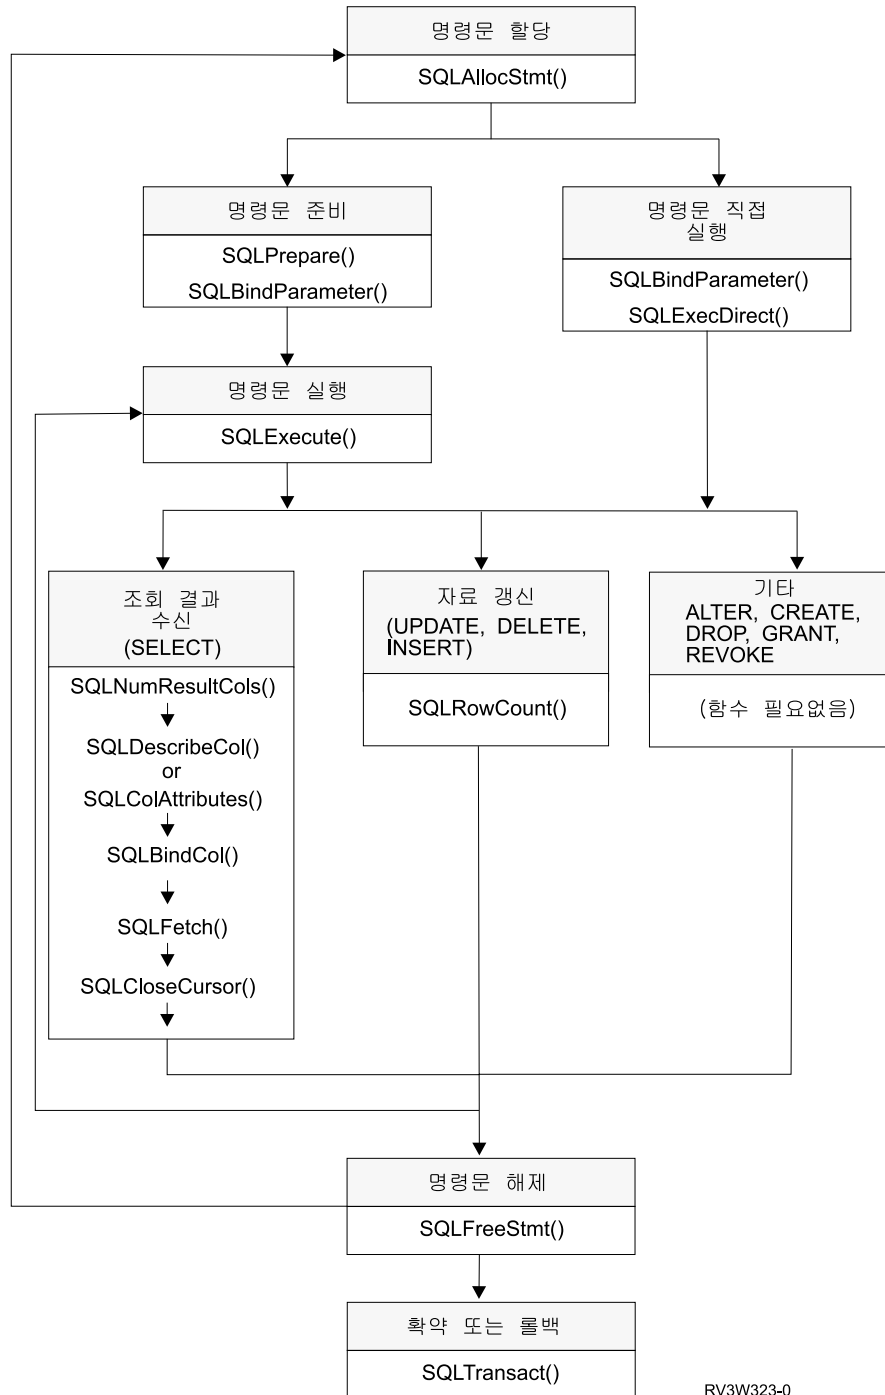 명령문 할당
SQLAllocStmt()
명령문 준비
SQLPrepare()
SQLBindParameter()
명령문 직접
실행
SQLBindParameter()
SQLExecDirect()
명령문 실행
SQLExecute()
조회 결과
수신
(SELECT)
SQLNumResultCols()
SQLDescribeCol()
or
SQLColAttributes()
SQLBindCol()
SQLFetch()
SQLCloseCursor()
자료 갱신
(UPDATE, DELETE,
INSERT)
SQLRowCount()
기타
ALTER, CREATE,
DROP, GRANT,
REVOKE
(함수 필요없음)
명령문 해제
SQLFreeStmt()
확약 또는 롤백
SQLTransact()
RV3W323-0